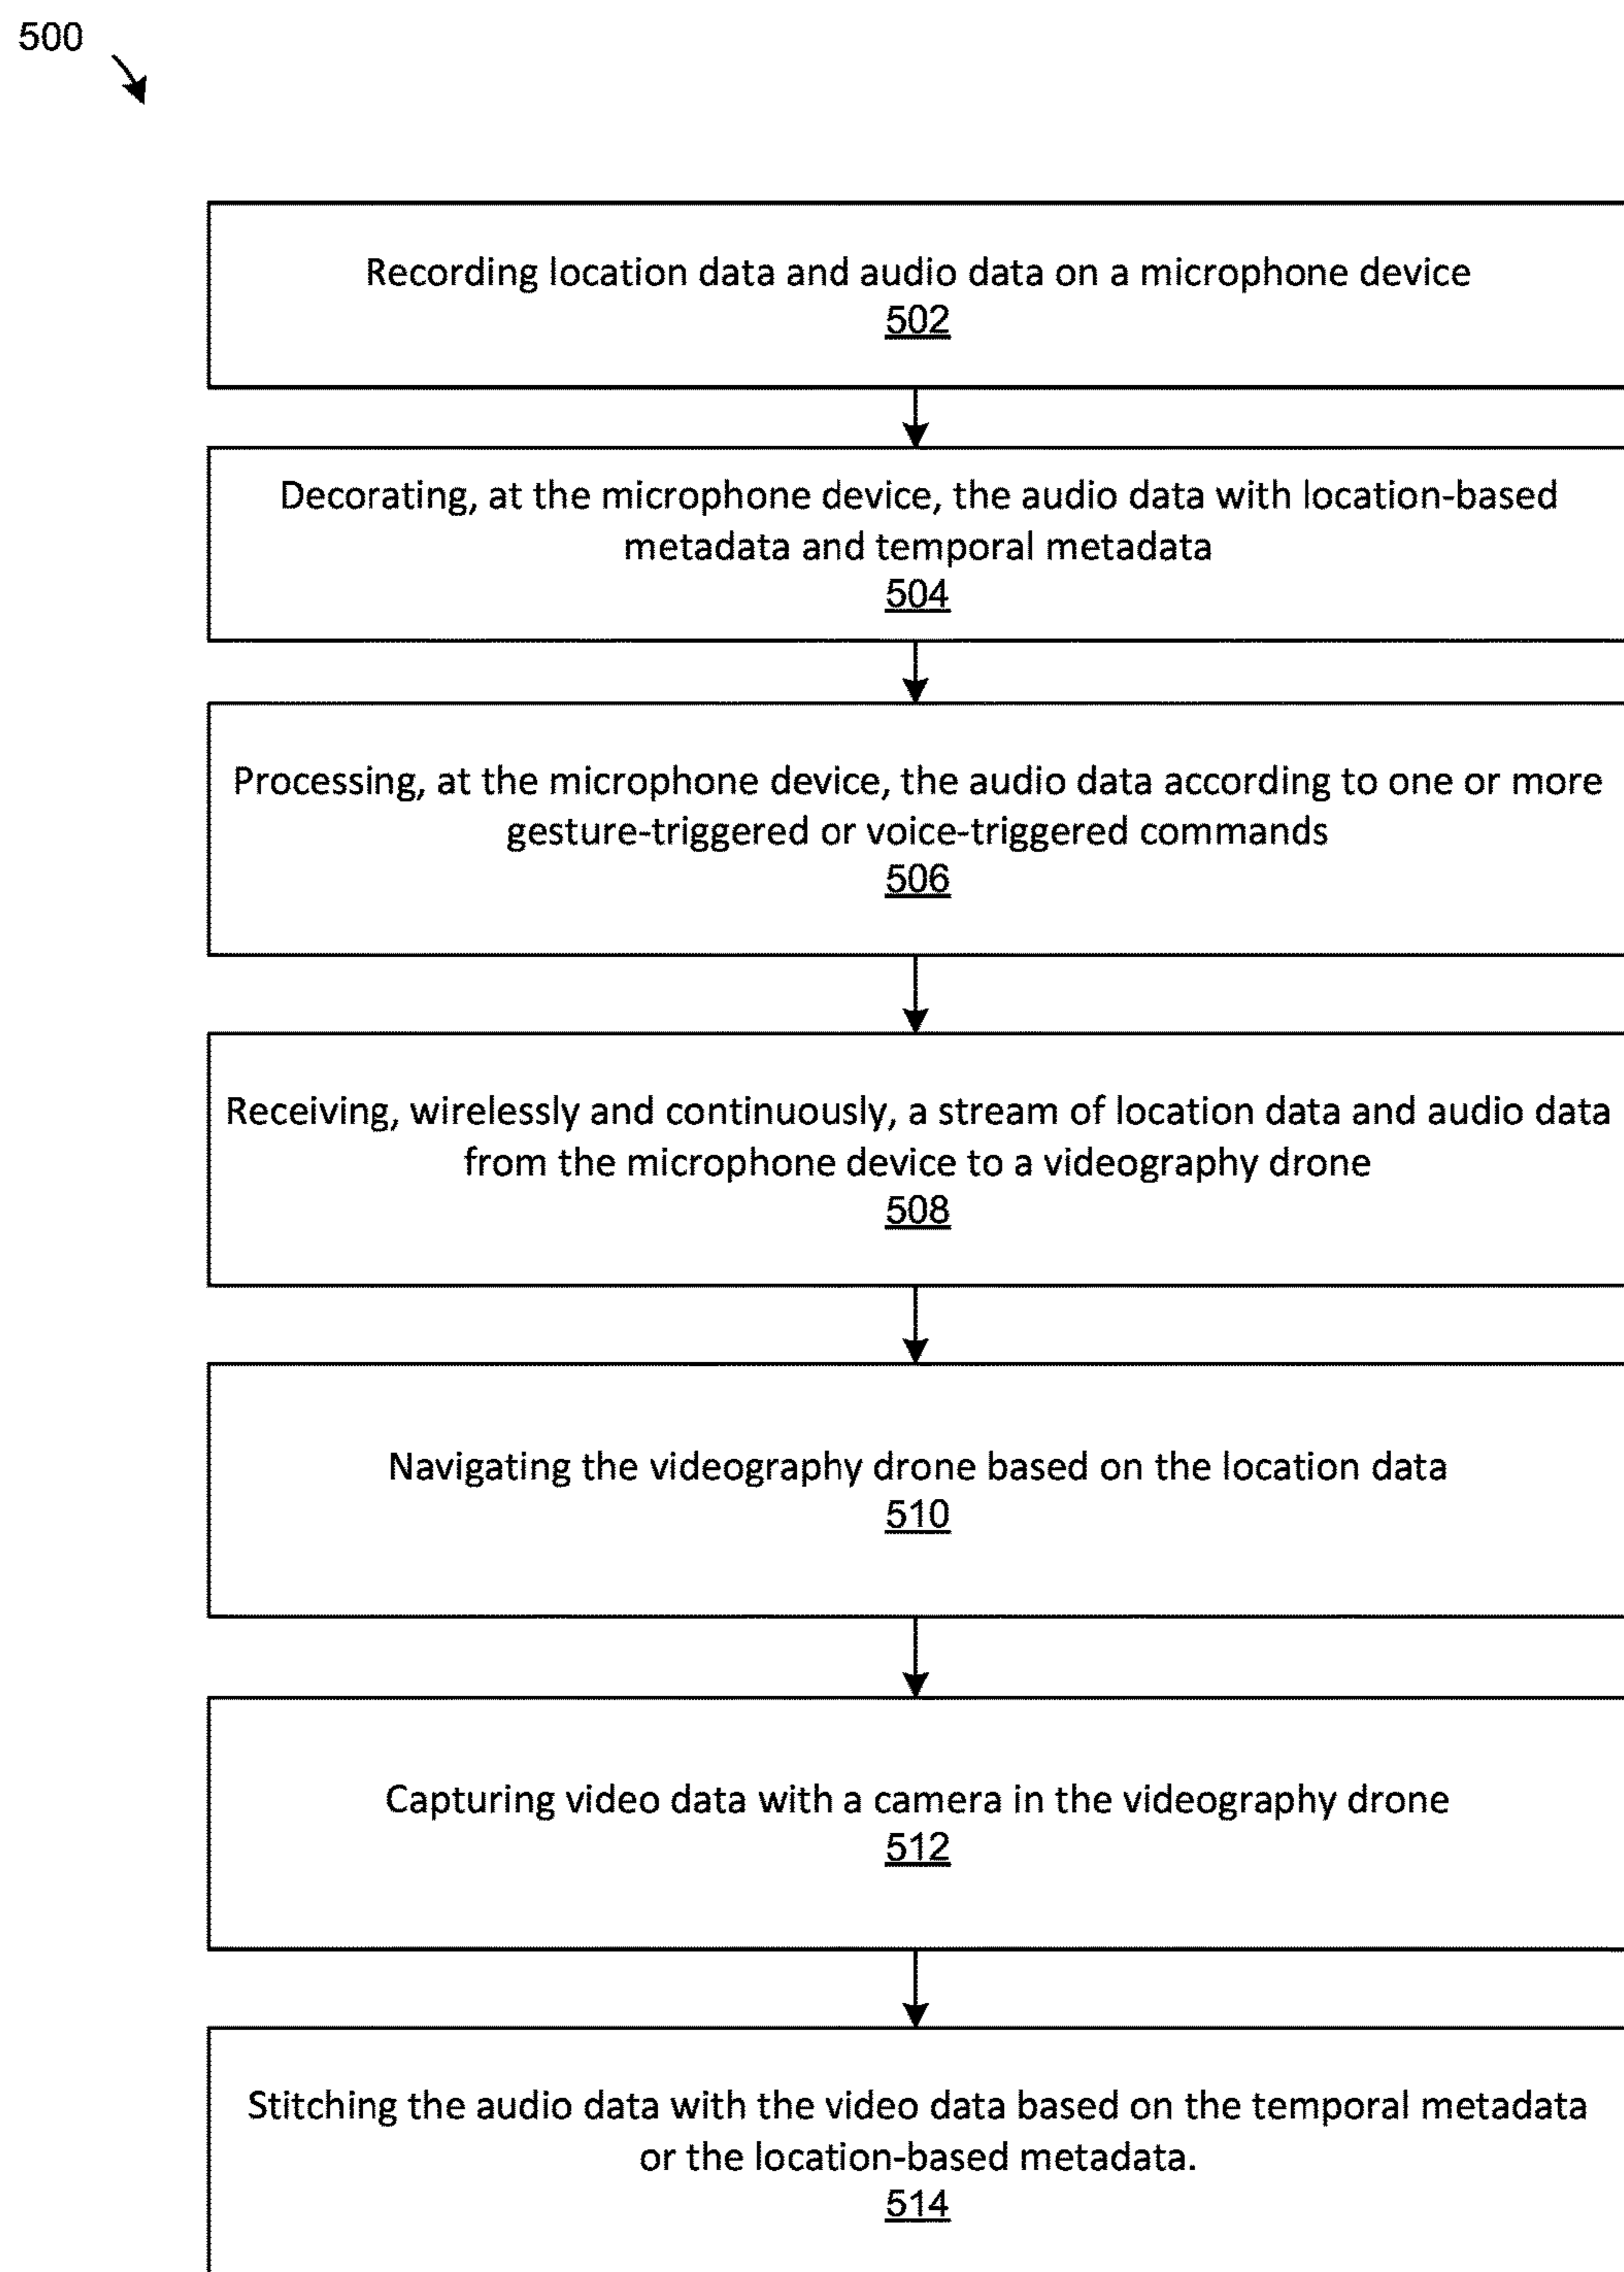 500
Recording location data and audio data on a microphone device
502
Decorating, at the microphone device, the audio data with location-based
metadata and temporal metadata
504
Processing, at the microphone device, the audio data according to one or more
gesture-triggered or voice-triggered commands
506
Receiving, wirelessly and continuously, a stream of location data and audio data
from the microphone device to a videography drone
508
Navigating the videography drone based on the location data
510
Capturing video data with a camera in the videography drone
512
Stitching the audio data with the video data based on the temporal metadata
or the location-based metadata.
514